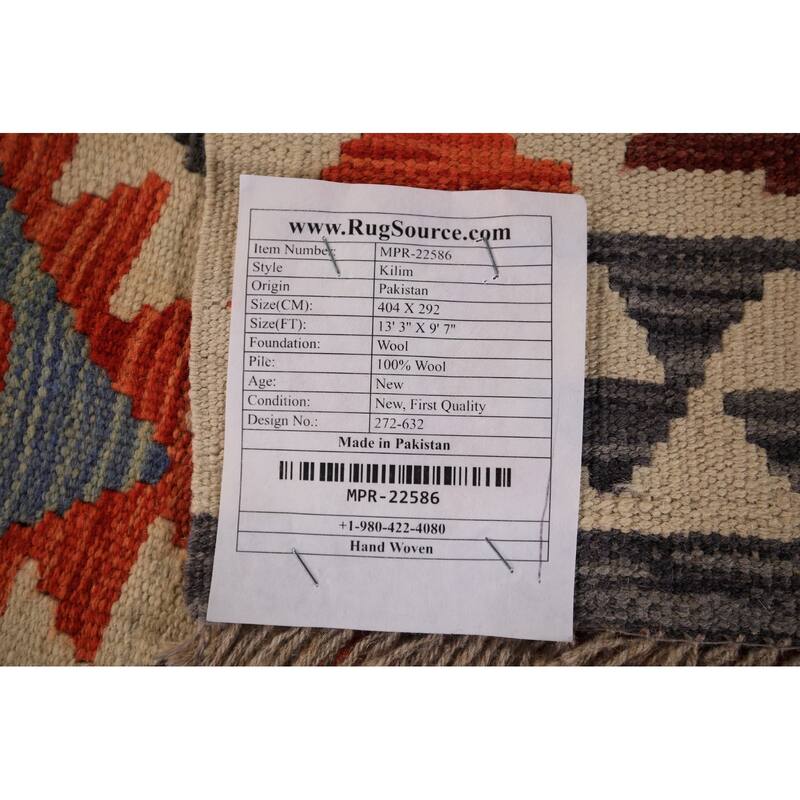 www.RugSource.com
Item Number: MPR-22586
Style Kilim
Origin Pakistan
Size(CM): 404 X 292
Size(FT): 13' 3" X 9' 7"
Foundation: Wool
Pile: 100% Wool
Age: New
Condition: New, First Quality
Design No.: 272-632
Made in Pakistan
MPR-22586
+1-980-422-4080
Hand Woven